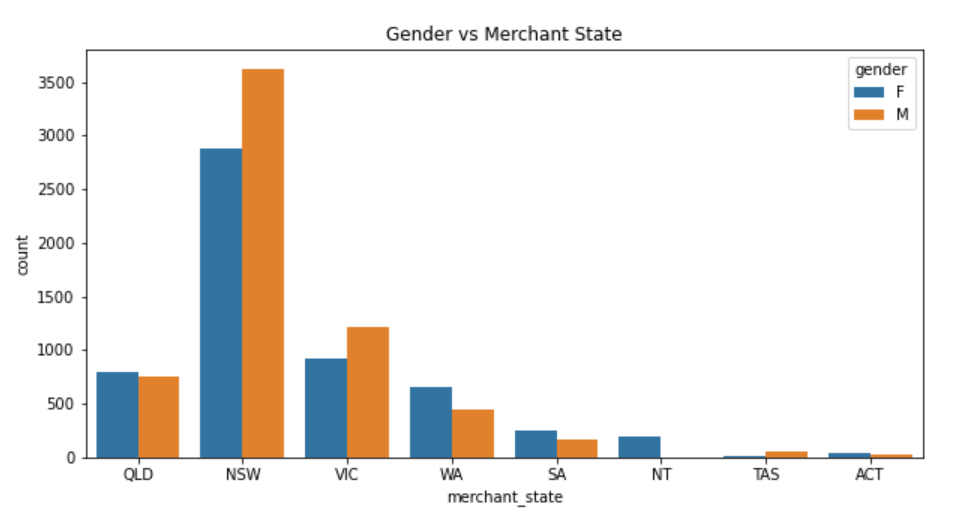 Gender vs Merchant State
gender
F
M
3500
3000
2500
2000
1500
1000
500
0
count
QLD NSW VIC WA SA NT TAS ACT
merchant_state